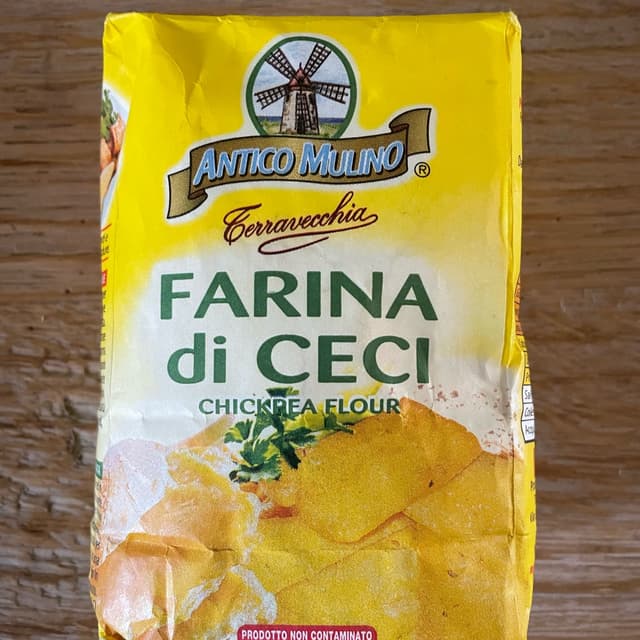 ANTICO MULINO®
Terravecchia
FARINA
di CECI
CHICKPEA FLOUR
PRODOTTO NON CONTAMINATO